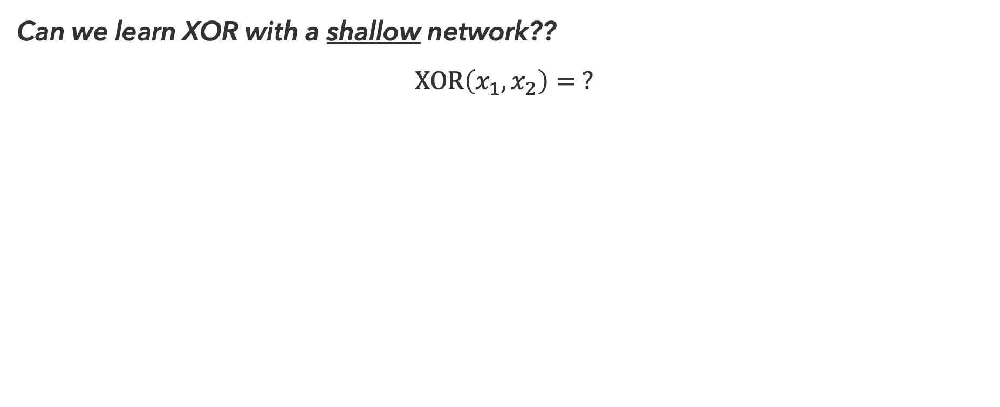 Can we learn XOR with a shallow network??
XOR(x₁, x₂) = ?